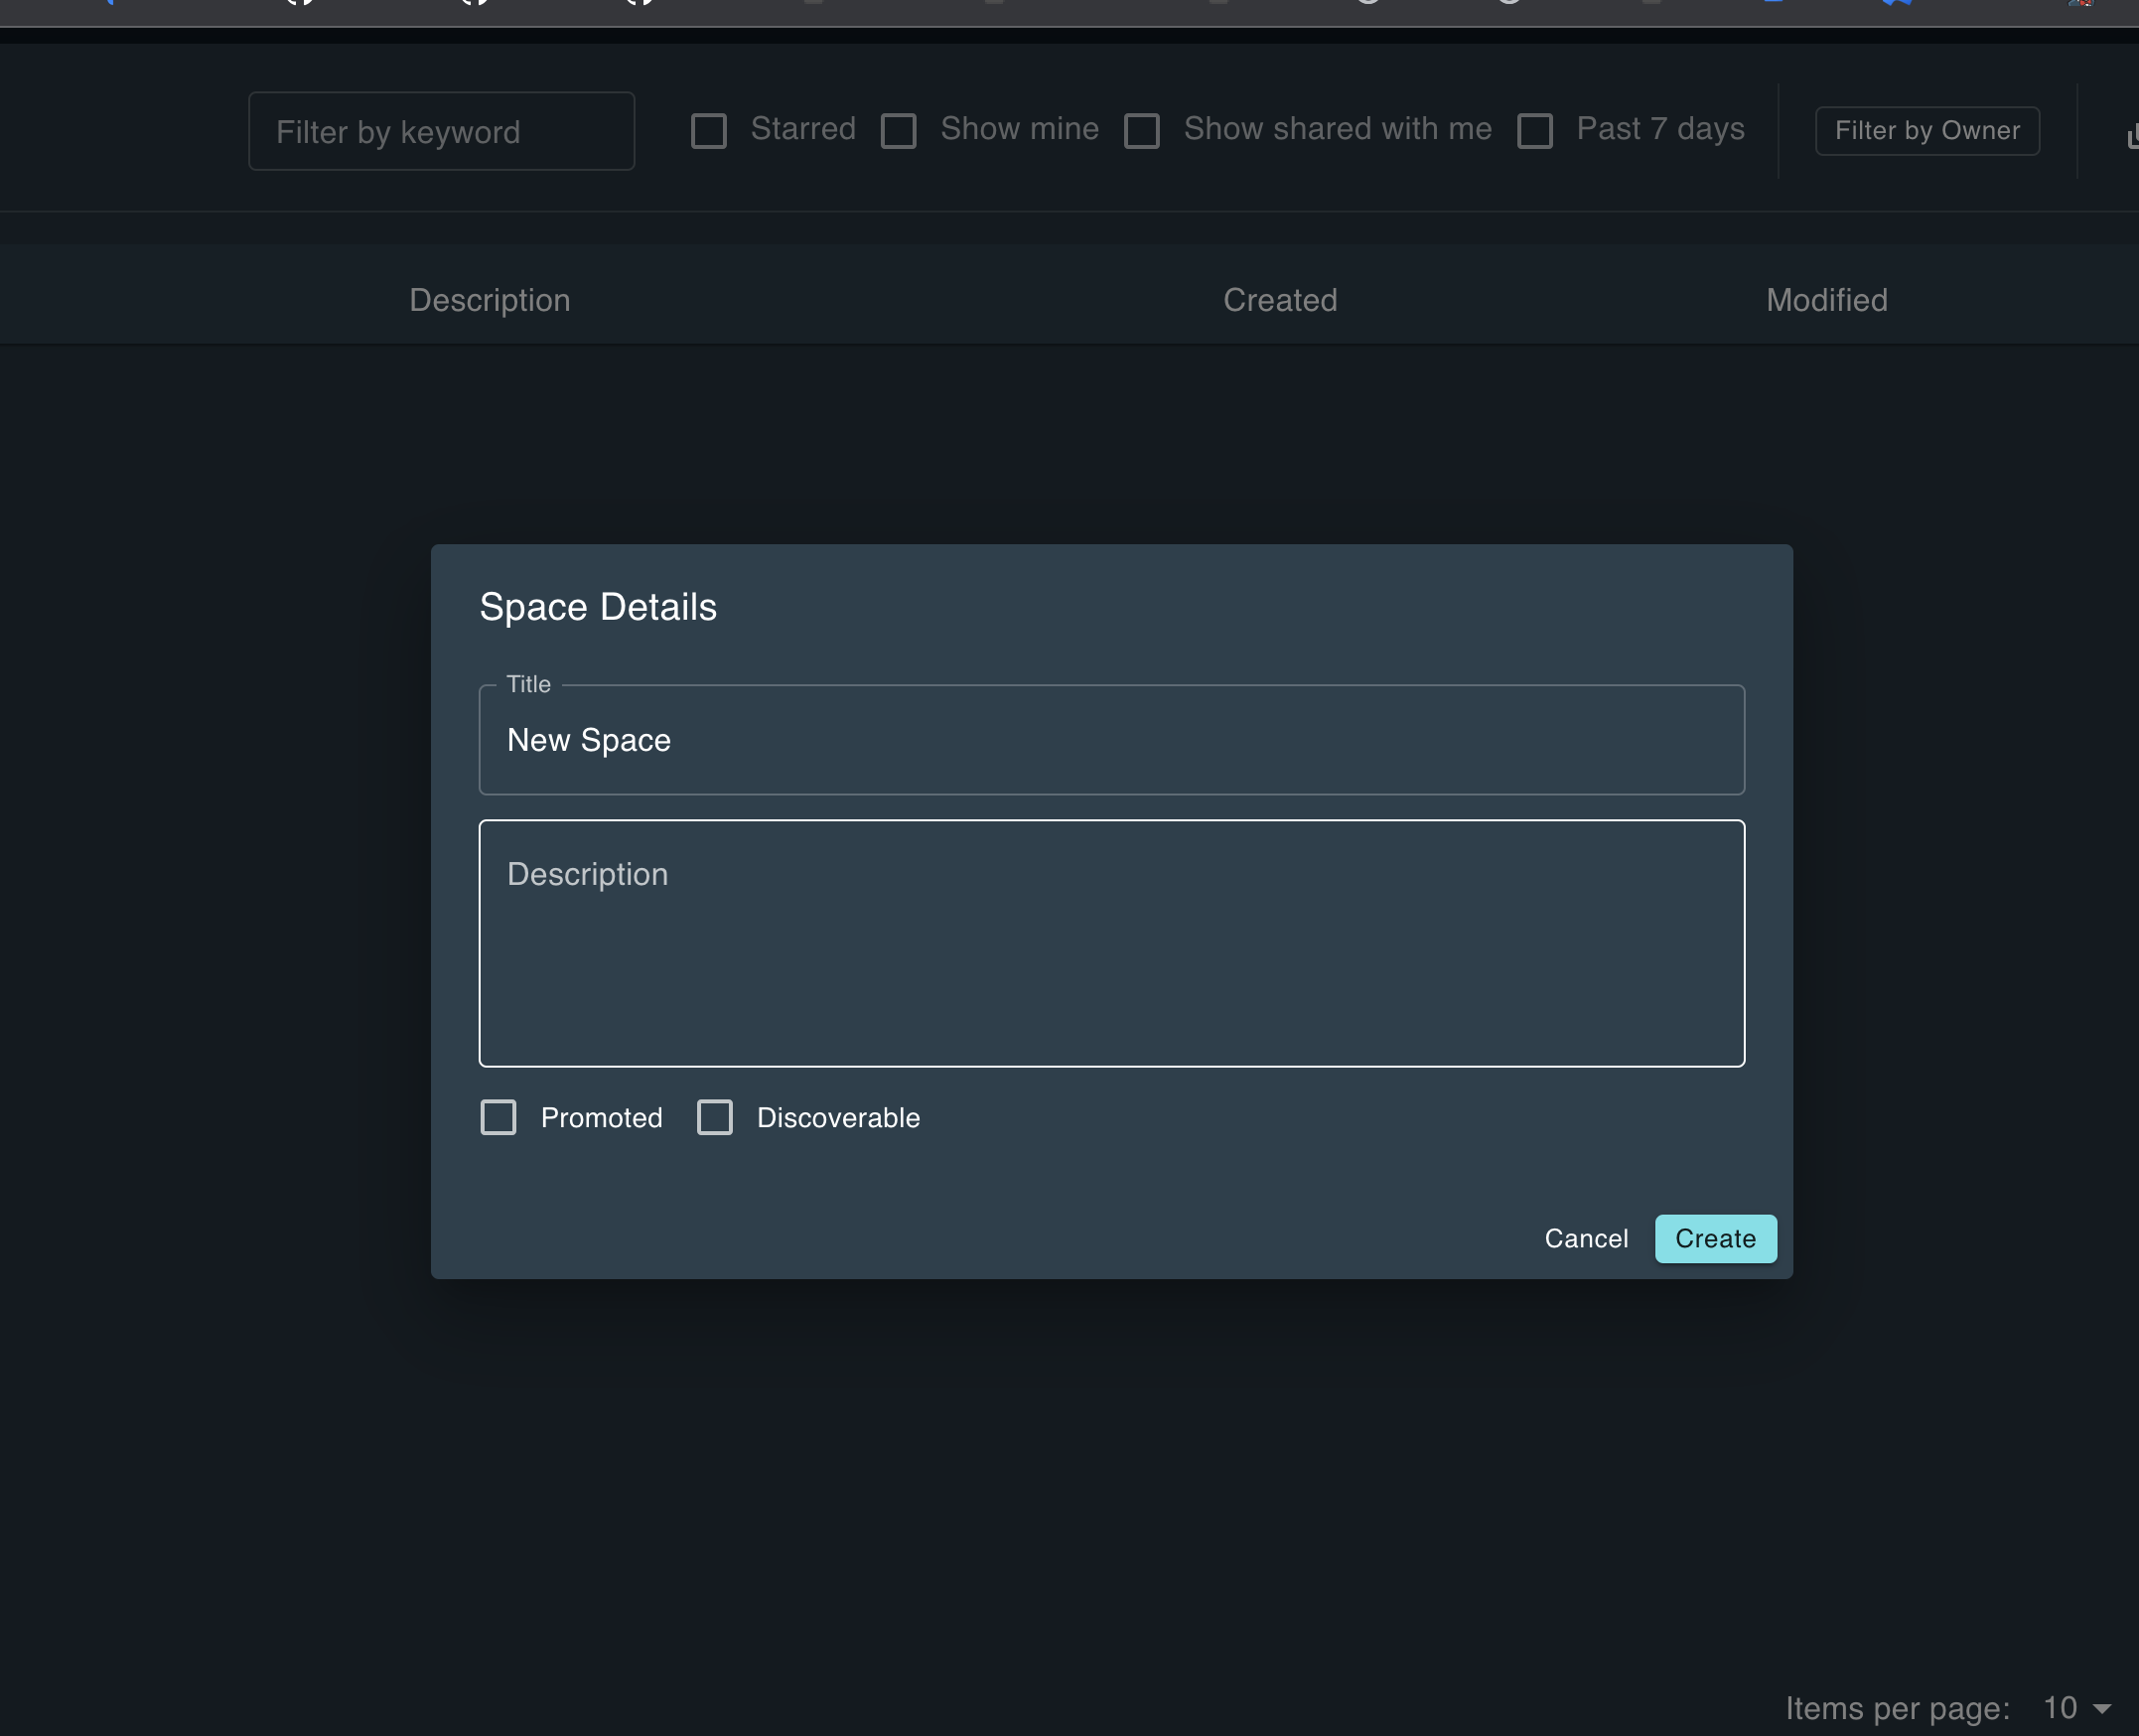 Filter by keyword Starred Show mine Show shared with me Past 7 days Filter by Owner
Description Created Modified
Space Details
Title
New Space
Description
Promoted Discoverable
Cancel Create
Items per page: 10